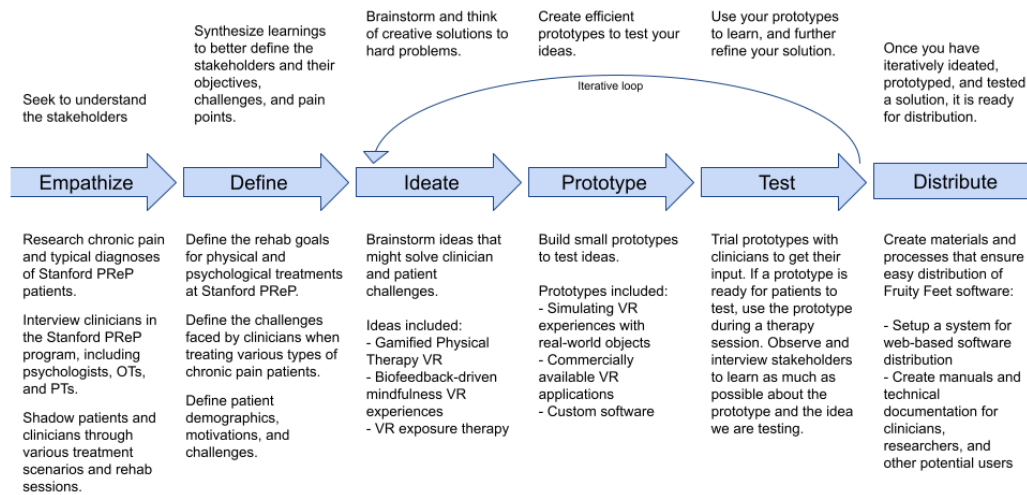 Seek to understand
the stakeholders
Synthesize learnings
to better define the
stakeholders and their
objectives,
challenges, and pain
points.
Brainstorm and think
of creative solutions to
hard problems.
Create efficient
prototypes to test your
ideas.
Use your prototypes
to learn, and further
refine your solution.
Once you have
iteratively ideated,
prototyped, and tested
a solution, it is ready
for distribution.
Iterative loop
Empathize
Define
Ideate
Prototype
Test
Distribute
Research chronic pain
and typical diagnoses
of Stanford PReP
patients.
Interview clinicians in
the Stanford PReP
program, including
psychologists, OTs,
and PTs.
Shadow patients and
clinicians through
various treatment
scenarios and rehab
sessions.
Define the rehab goals
for physical and
psychological treatments
at Stanford PReP.
Define the challenges
faced by clinicians when
treating various types of
chronic pain patients.
Define patient
demographics,
motivations, and
challenges.
Brainstorm ideas that
might solve clinician
and patient
challenges.
Ideas included:
- Gamified Physical
Therapy VR
- Biofeedback-driven
mindfulness VR
experiences
- VR exposure therapy
Build small prototypes
to test ideas.
Prototypes included:
- Simulating VR
experiences with
real-world objects
- Commercially
available VR
applications
- Custom software
Trial prototypes with
clinicians to get their
input. If a prototype is
ready for patients to
test, use the prototype
during a therapy
session. Observe and
interview stakeholders
to learn as much as
possible about the
prototype and the idea
we are testing.
Create materials and
processes that ensure
easy distribution of
Fruity Feet software:
- Setup a system for
web-based software
distribution
- Create manuals and
technical
documentation for
clinicians,
researchers, and
other potential users